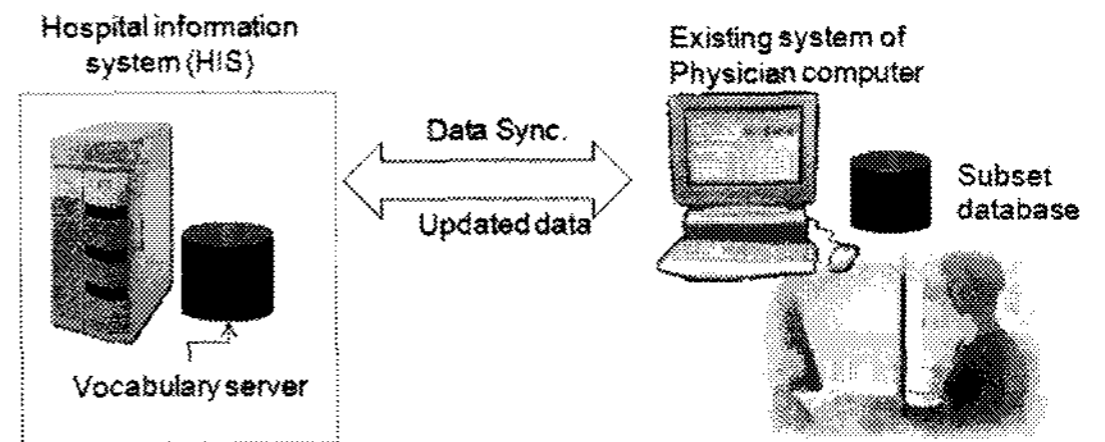 Hospital information
system (HIS)
Existing system of
Physician computer
Data Sync.
Updated data
Subset
database
Vocabulary server